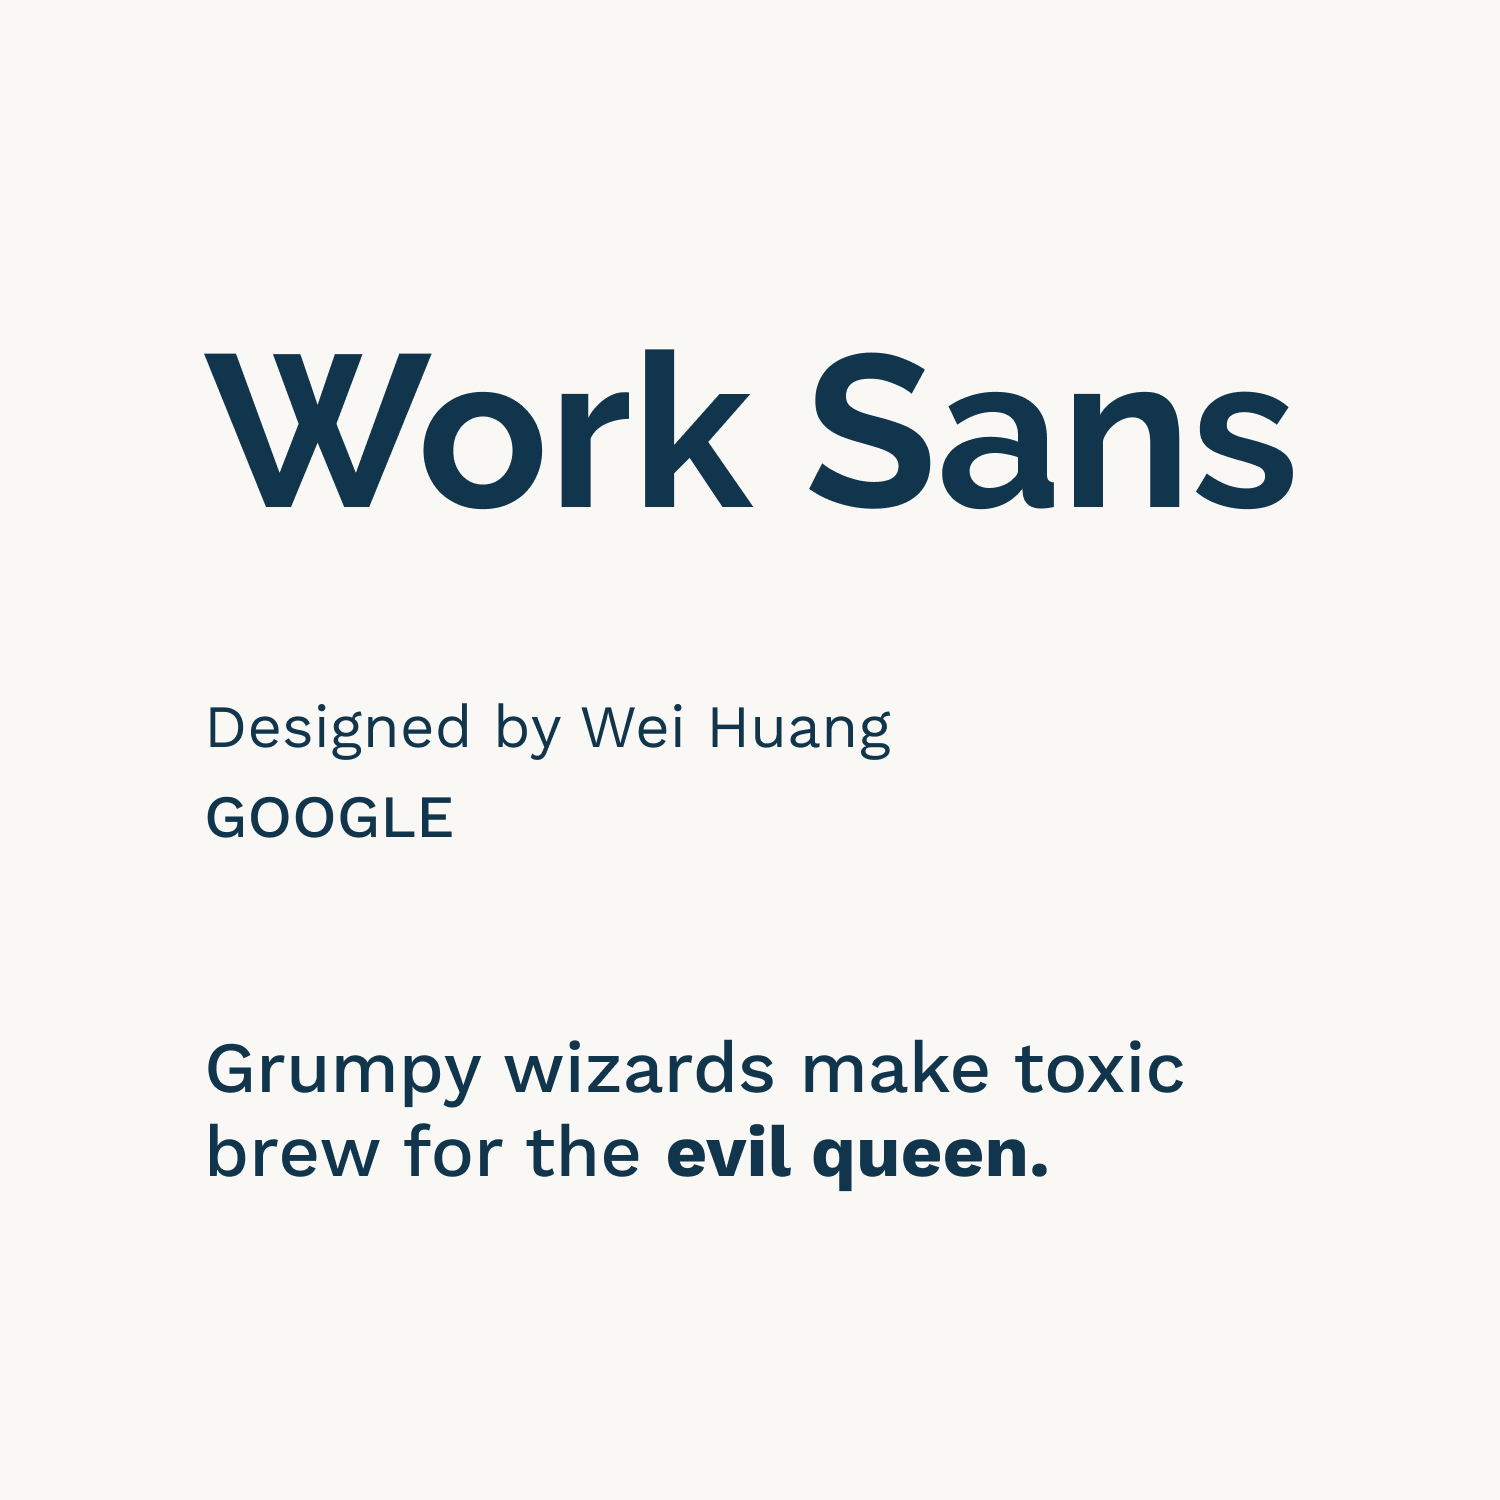 Work Sans
Designed by Wei Huang
GOOGLE
Grumpy wizards make toxic
brew for the evil queen.